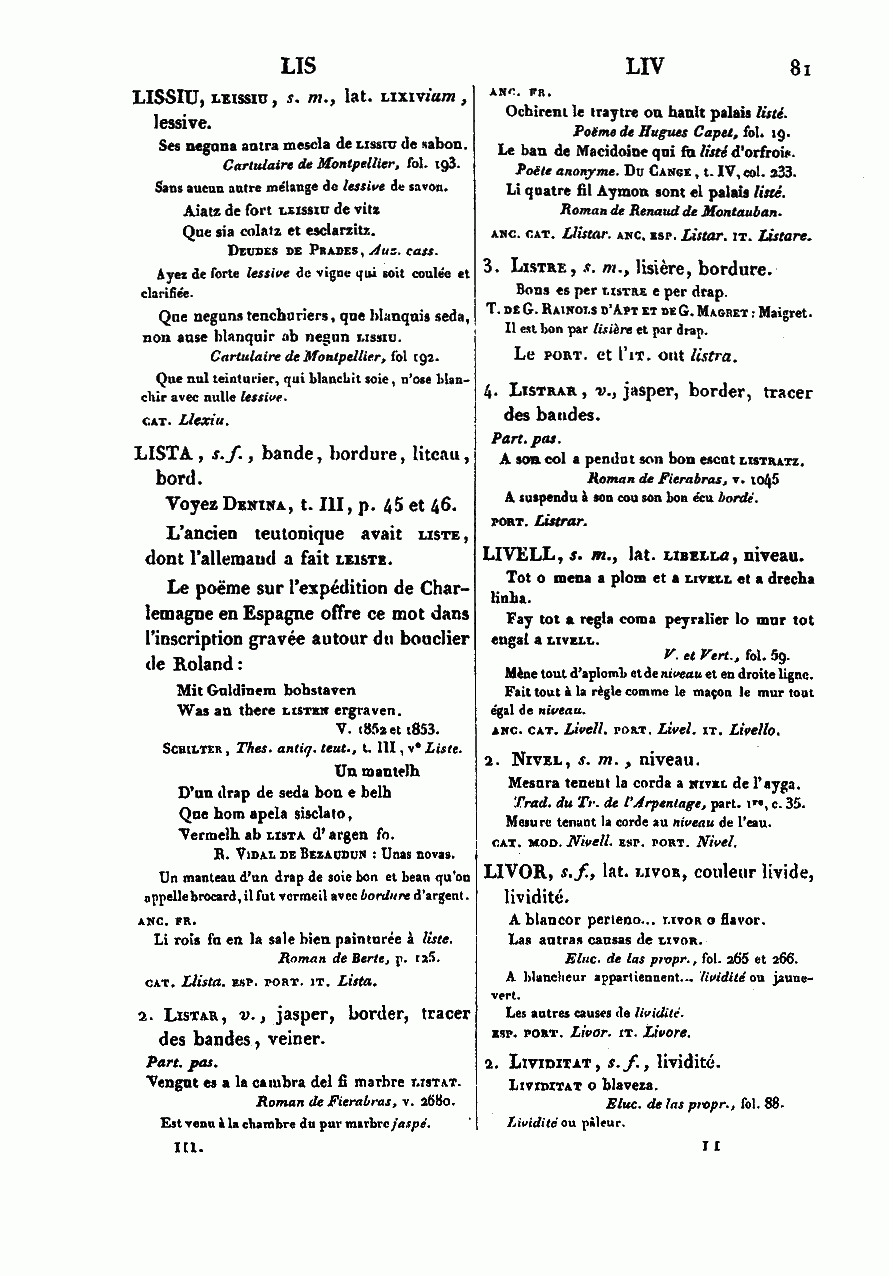 LIS
LIV
81
LISSIU, LEISSIU, s. m., lat. LIXIVium,
lessive.
Ses neguna autra mescla de LISSIU de sabon.
Cartulaire de Montpellier, fol. 193.
Sans aucun autre mélange de lessive de savon.
Aiatz de fort LEISSIU de vitz
Que sia colatz et esclarzitz.
DEUDES DE PRADES, Auz. cass.
Ayez de forte lessive de vigne qui soit coulée et
clarifiée.
Que neguns tenchuriers, que blanquis seda,
non ause blanquir ab negun LISSIU.
Cartulaire de Montpellier, fol 192.
Que nul teinturier, qui blanchit soie, n'ose blan-
chir avec nulle lessive.
CAT. Llexiu.
LISTA, s. f., bande, bordure, liteau,
bord.
Voyez DENINA, t. III, p. 45 et 46.
L'ancien teutonique avait LISTE,
dont l'allemand a fait LEISTE.
Le poëme sur l'expédition de Char-
lemagne en Espagne offre ce mot dans
l'inscription gravée autour du bouclier
de Roland:
Mit Guldinem bohstaven
Was an there LISTEN ergraven.
V. 1852 et 1853.
SCHILTER, Thes. antiq. teut., t. III, v° Liste.
Un mantelh
D'un drap de seda bon e belh
Que hom apela sisclato,
Vermelh ab LISTA d'argen fo.
R. VIDAL DE BEZAUDUN : Unas novas.
Un manteau d'un drap de soie bon et beau qu'on
appelle brocard, il fut vermeil avec bordure d'argent.
ANC. FR.
Li rois fu en la sale bien painturée à liste.
Roman de Berte, p. 125.
CAT. Llista. ESP. PORT. IT. Lista.
2. LISTAR, v., jasper, border, tracer
des bandes, veiner.
Part. pas.
Vengut es a la cambra del fi marbre LISTAT.
Roman de Fierabras, v. 2680.
Est venu à la chambre du pur marbre jaspé.
III.
ANC. FR.
Ochirent le traytre ou hault palais listé.
Poëme de Hugues Capet, fol. 19.
Le ban de Macidoine qui fu listé d'orfrois.
Poëte anonyme. DU CANGE, t. IV, col. 233.
Li quatre fil Aymon sont el palais listé.
Roman de Renaud de Montauban.
ANC. CAT. Llistar. ANC. ESP. Listar. IT. Listare.
3. LISTRE, s. m., lisière, bordure.
Bons es per LISTRE e per drap.
T. DE G. RAINOLS D'APT ET DE G. MAGRET : Maigret.
Il est bon par lisière et par drap.
Le PORT. et l'IT. ont listra.
4. LISTRAR, v., jasper, border, tracer
des bandes.
Part. pas.
A son col a pendut son bon escut LISTRATZ.
Roman de Fierabras, v. 1045
A suspendu à son cou son bon écu bordé.
PORT. Listrar.
LIVELL, s. m., lat. LIBELLa, niveau.
Tot o mena a plom et a LIVELL et a drecha
linha.
Fay tot a regla coma peyralier lo mur tot
engal a LIVELL.
V. et Vert., fol. 59.
Mène tout d'aplomb et de niveau et en droite ligne.
Fait tout à la règle comme le maçon le mur tout
égal de niveau.
ANC. CAT. Livell. PORT. Livel. IT. Livello.
2. NIVEL, s. m., niveau.
Mesura tenent la corda a NIVEL de l'ayga.
Trad. du Tr. de l'Arpentage, part. 1re, c. 35.
Mesure tenant la corde au niveau de l'eau.
CAT. MOD. Nivell. ESP. PORT. Nivel.
LIVOR, s. f., lat. LIVOR, couleur livide,
lividité.
A blancor perteno... LIVOR o flavor.
Las autras causas de LIVOR.
Eluc. de las propr., fol. 265 et 266.
A blancheur appartiennent... lividité ou jaune-
vert.
Les autres causes de lividité.
ESP. PORT. Livor. IT. Livore.
2. LIVIDITAT, s. f., lividité.
LIVIDITAT o blaveza.
Eluc. de las propr., fol. 88.
Lividité ou pâleur.
11